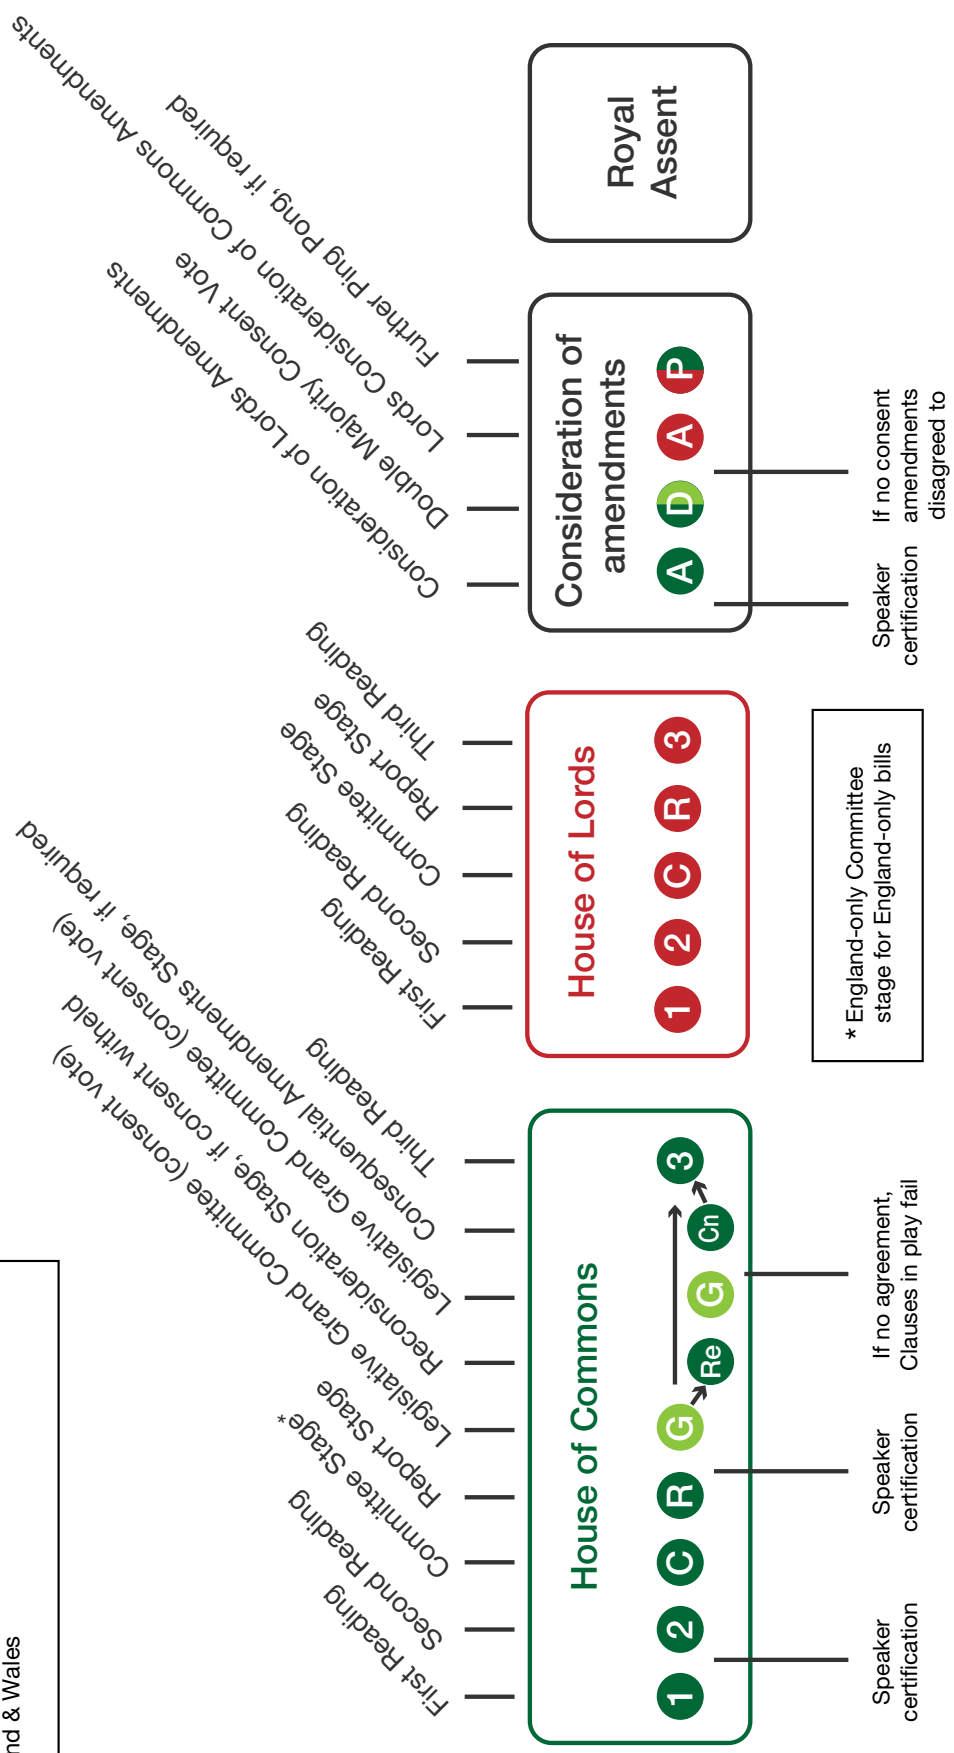 nd & Wales
First Reading
Second Reading
Committee Stage*
Report Stage
Legislative Grand Committee (consent vote)
Reconsideration Stage, if consent witheld
Legislative Grand Committee (consent vote)
Consequential Amendments Stage, if required
Third Reading
House of Commons
1 2 C R G Re G Cn 3
Speaker
certification
Speaker
certification
If no agreement,
Clauses in play fail
First Reading
Second Reading
Committee Stage
Report Stage
Third Reading
House of Lords
1 2 C R 3
* England-only Committee
stage for England-only bills
Consideration of Lords Amendments
Double Majority Consent Vote
Lords Consideration of Commons Amendments
Further Ping Pong, if required
Consideration of
amendments
A D A P
Speaker
certification
If no consent
amendments
disagreed to
Royal
Assent